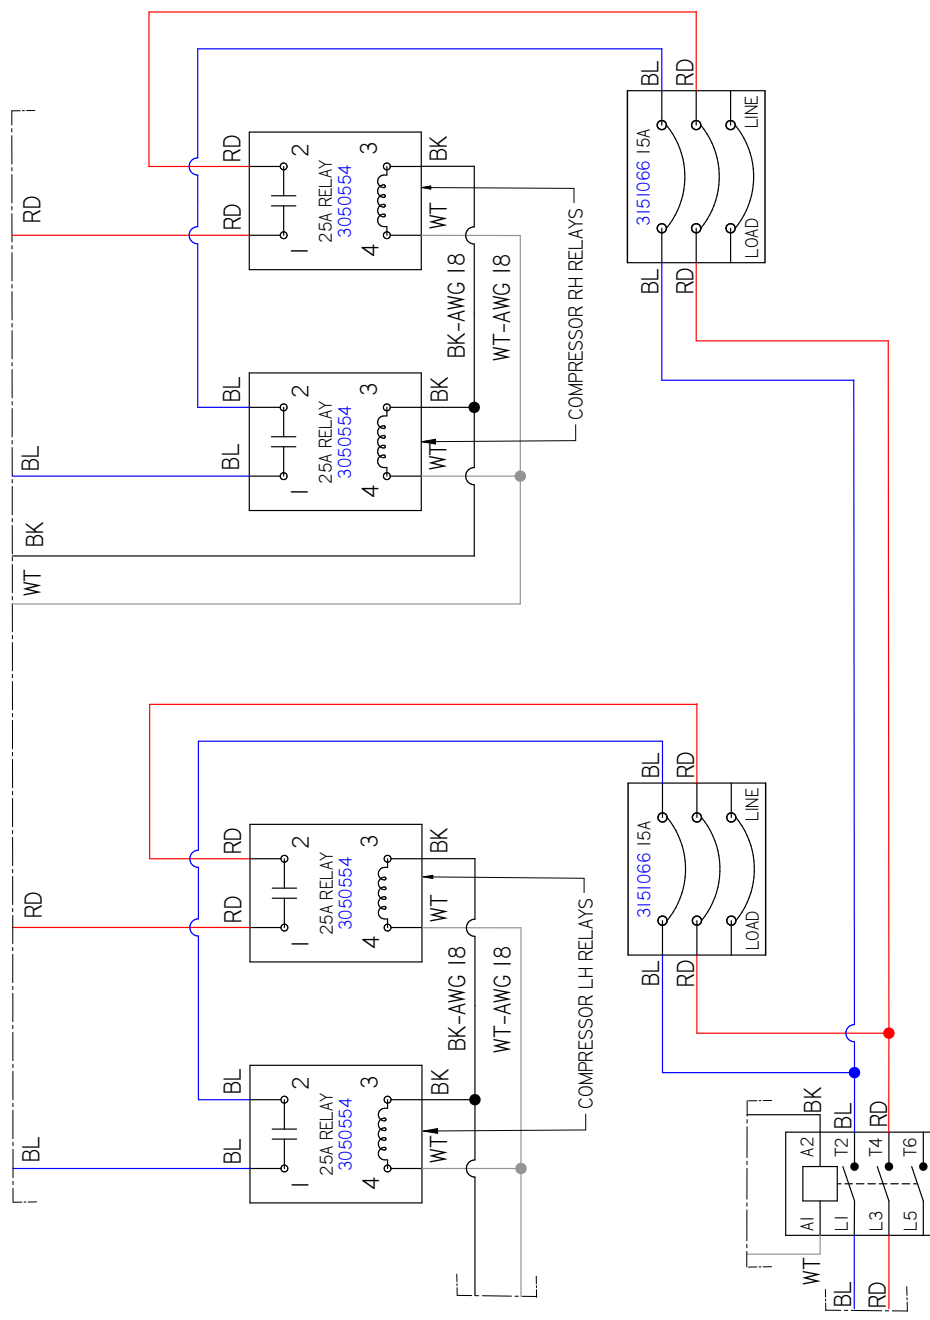 BL
RD
RD
RD
2
25A RELAY
3050554
1
3
4
BK
WT
3151066 15A
LINE
LOAD
BL
RD
BK-AWG 18
WT-AWG 18
COMPRESSOR RH RELAYS
BL
BL
BL
2
25A RELAY
3050554
1
3
4
BK
WT
BK
WT
BL
RD
RD
RD
RD
2
25A RELAY
3050554
1
3
4
BK
WT
3151066 15A
LINE
LOAD
BL
RD
BK-AWG 18
WT-AWG 18
COMPRESSOR LH RELAYS
BL
BL
BL
2
25A RELAY
3050554
1
3
4
BK
WT
BK
BL
RD
A2
T2
T4
T6
A1
L1
L3
L5
WT
BL
RD